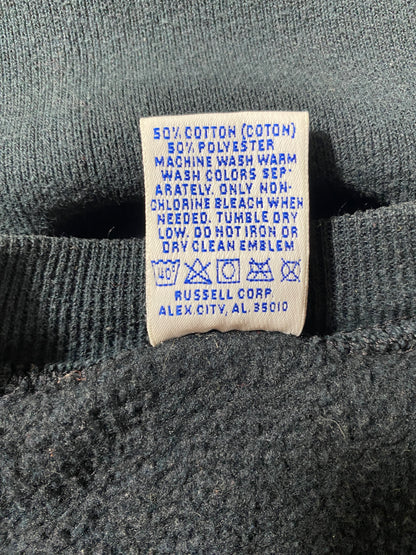 50% COTTON (COTON)
50% POLYESTER
MACHINE WASH WARM
WASH COLORS SEP-
ARATELY. ONLY NON-
CHLORINE BLEACH WHEN
NEEDED. TUMBLE DRY
LOW. DO NOT IRON OR
DRY CLEAN EMBLEM
40°
RUSSELL CORP.
ALEX. CITY, AL. 35010